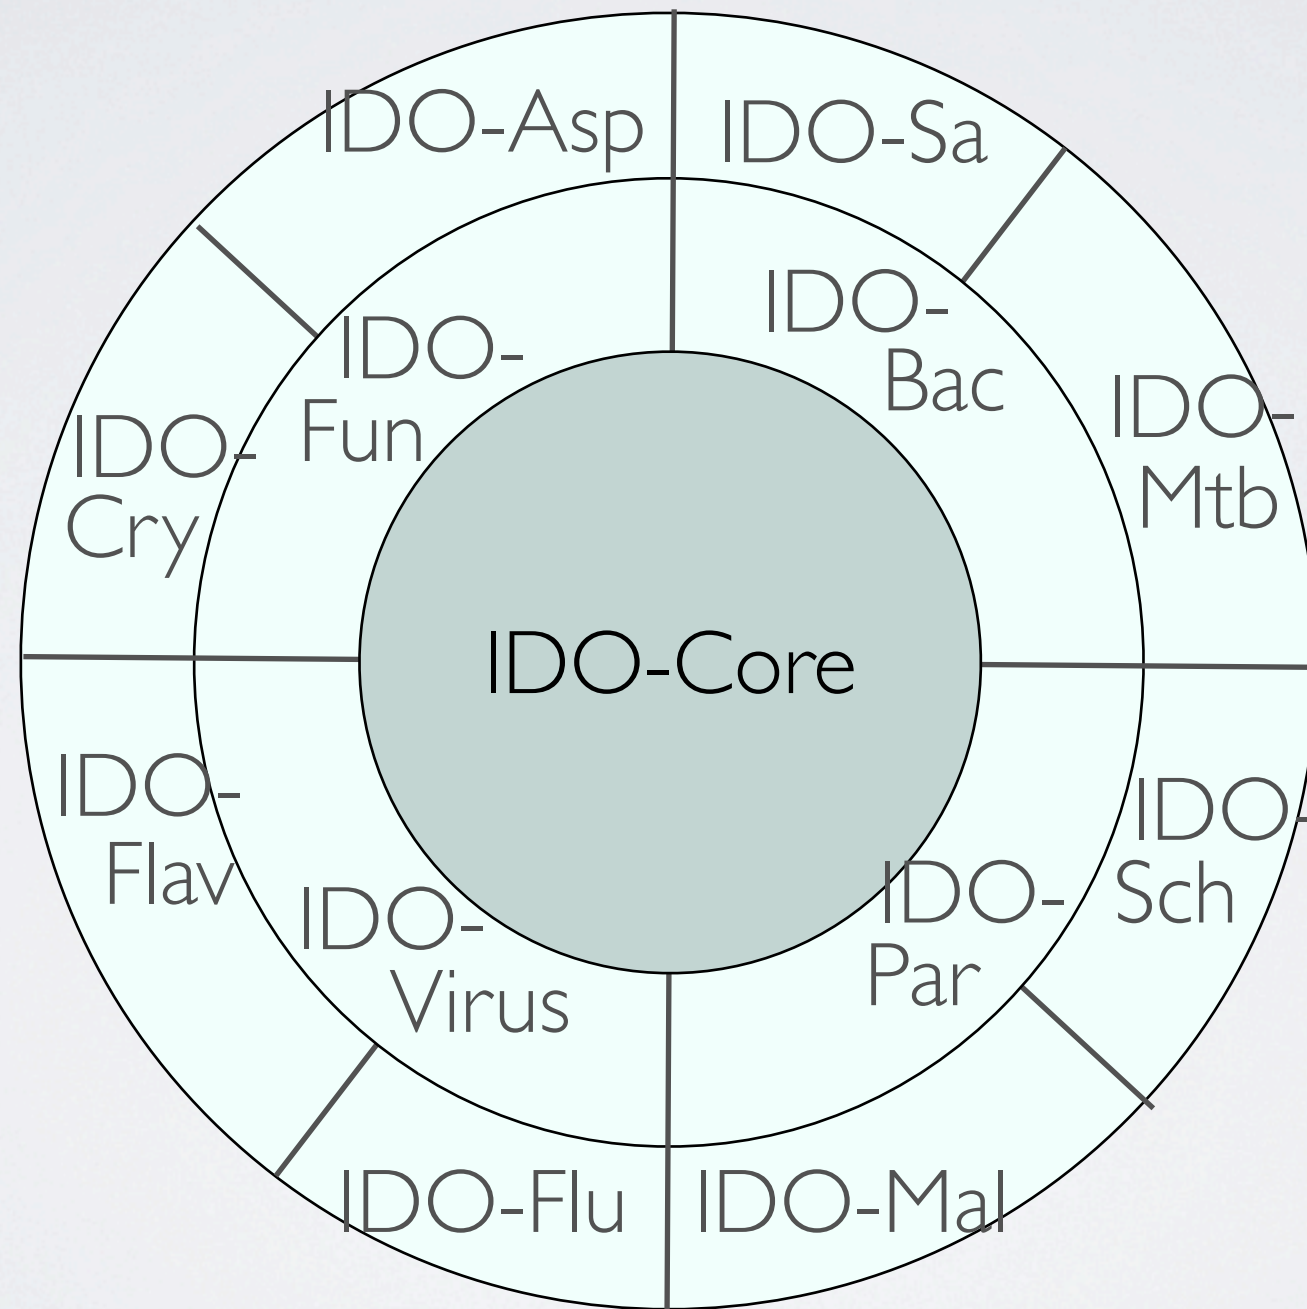 IDO-Asp
IDO-Sa
IDO-
Bac
IDO-
Fun
IDO-
Mtb
IDO-
Cry
IDO-Core
IDO-
Flav
IDO-
Sch
IDO-
Par
IDO-
Virus
IDO-Flu
IDO-Mal